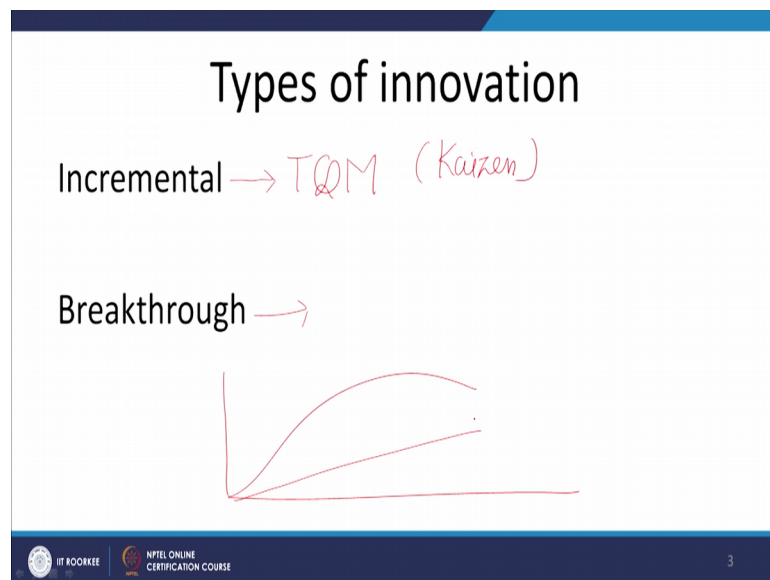 Types of innovation
Incremental → TQM (Kaizen)
Breakthrough →
IIT ROORKEE
NPTEL ONLINE
CERTIFICATION COURSE
3